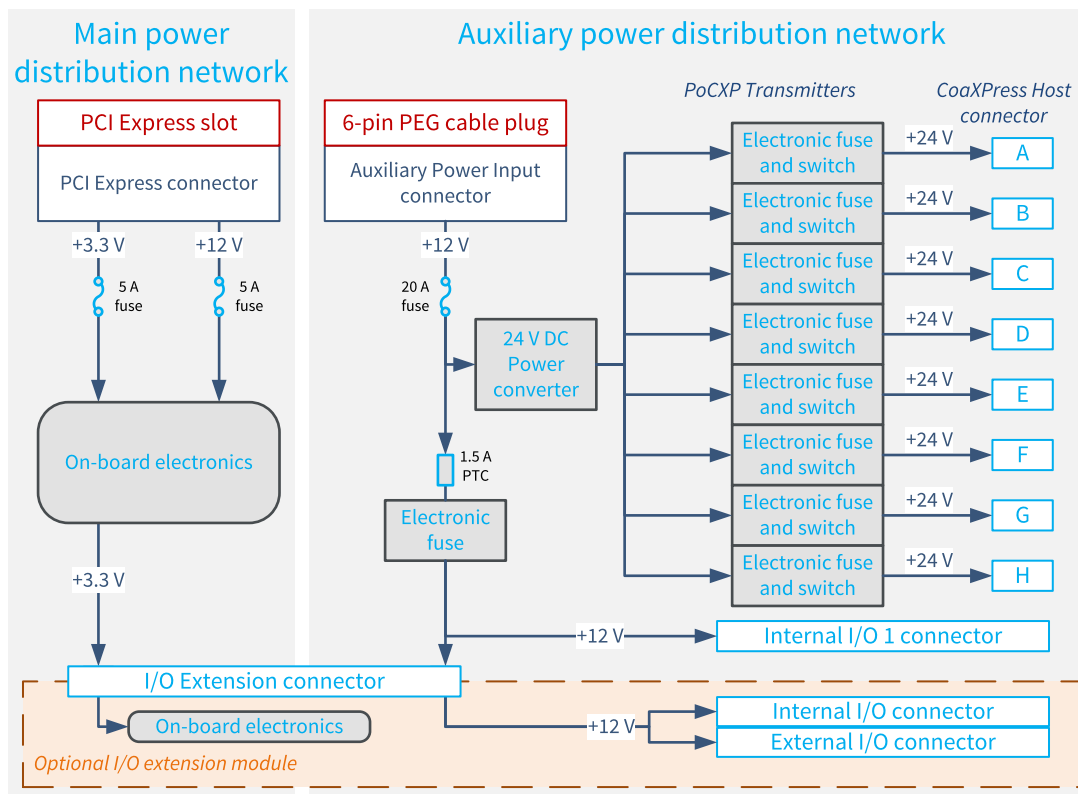 Main power
distribution network
PCI Express slot
PCI Express connector
+3.3 V
+12 V
5 A
fuse
5 A
fuse
On-board electronics
+3.3 V
Auxiliary power distribution network
6-pin PEG cable plug
Auxiliary Power Input
connector
+12 V
20 A
fuse
24 V DC
Power
converter
1.5 A
PTC
Electronic
fuse
PoCXP Transmitters
CoaXPress Host
connector
Electronic fuse
and switch
+24 V
A
Electronic fuse
and switch
+24 V
B
Electronic fuse
and switch
+24 V
C
Electronic fuse
and switch
+24 V
D
Electronic fuse
and switch
+24 V
E
Electronic fuse
and switch
+24 V
F
Electronic fuse
and switch
+24 V
G
Electronic fuse
and switch
+24 V
H
+12 V
Internal I/O 1 connector
I/O Extension connector
On-board electronics
+12 V
Internal I/O connector
External I/O connector
Optional I/O extension module